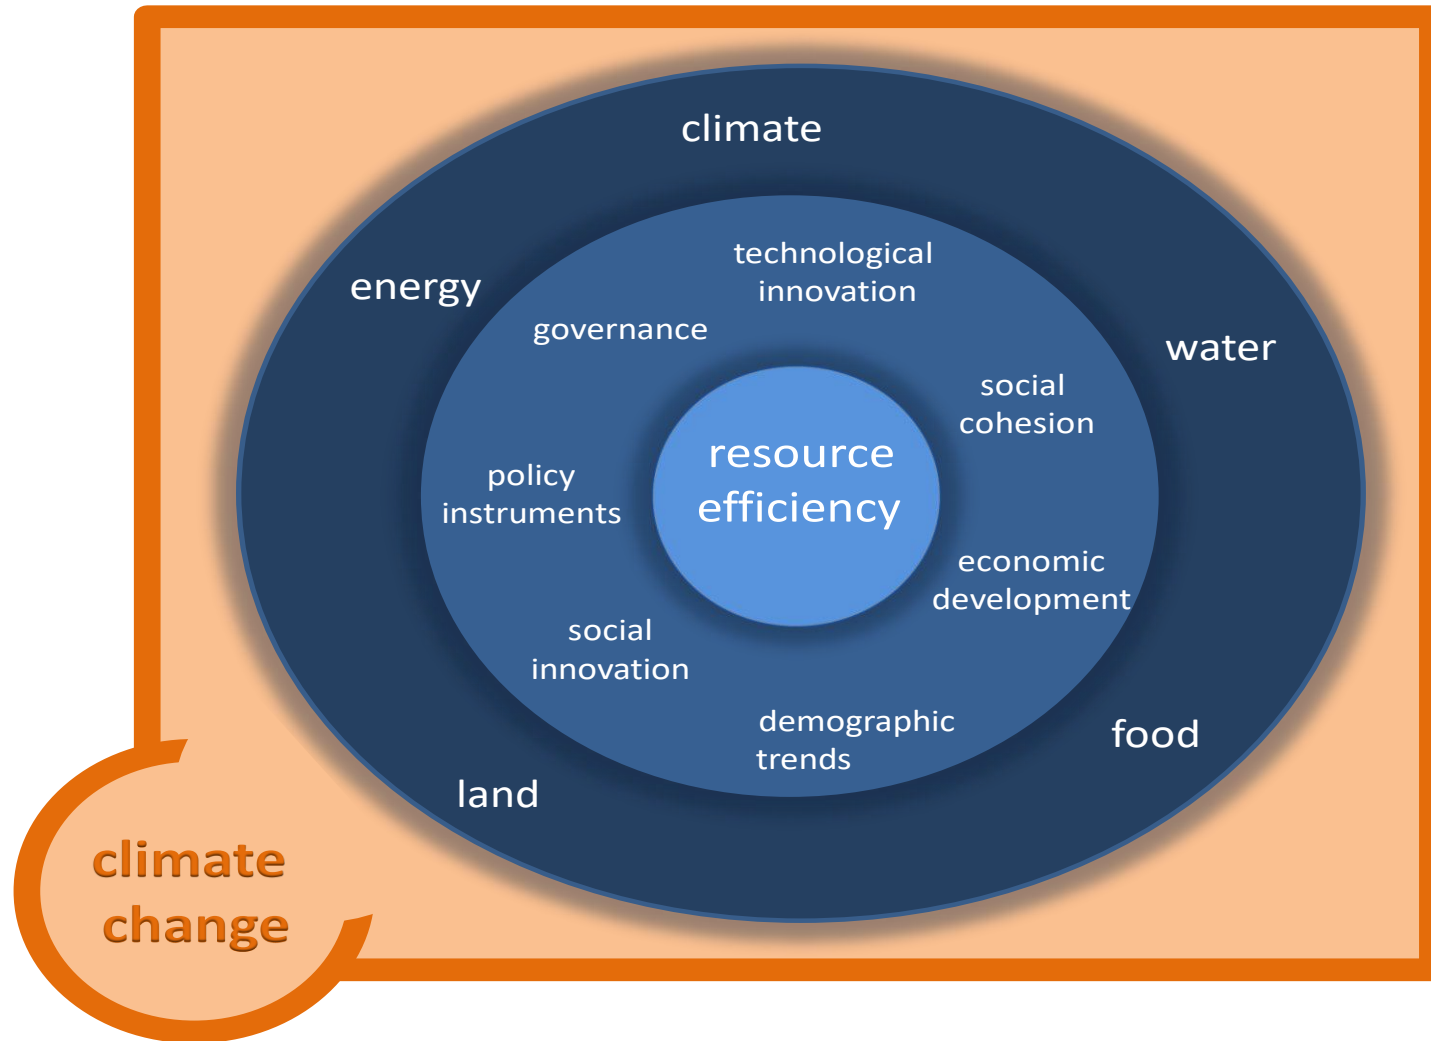 climate
energy
water
land
food
technological
innovation
governance
social
cohesion
policy
instruments
economic
development
social
innovation
demographic
trends
resource
efficiency
climate
change